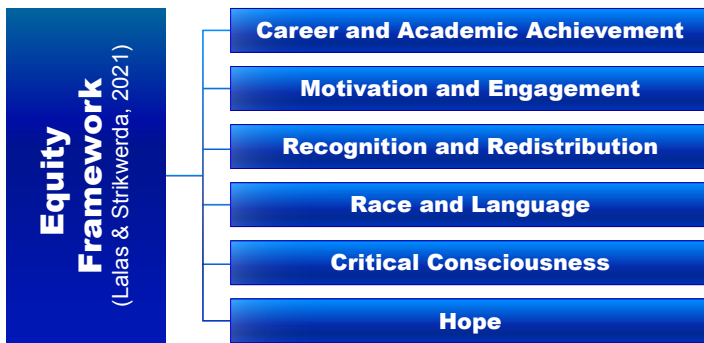 Equity
Framework
(Lalas & Strikwerda, 2021)
Career and Academic Achievement
Motivation and Engagement
Recognition and Redistribution
Race and Language
Critical Consciousness
Hope